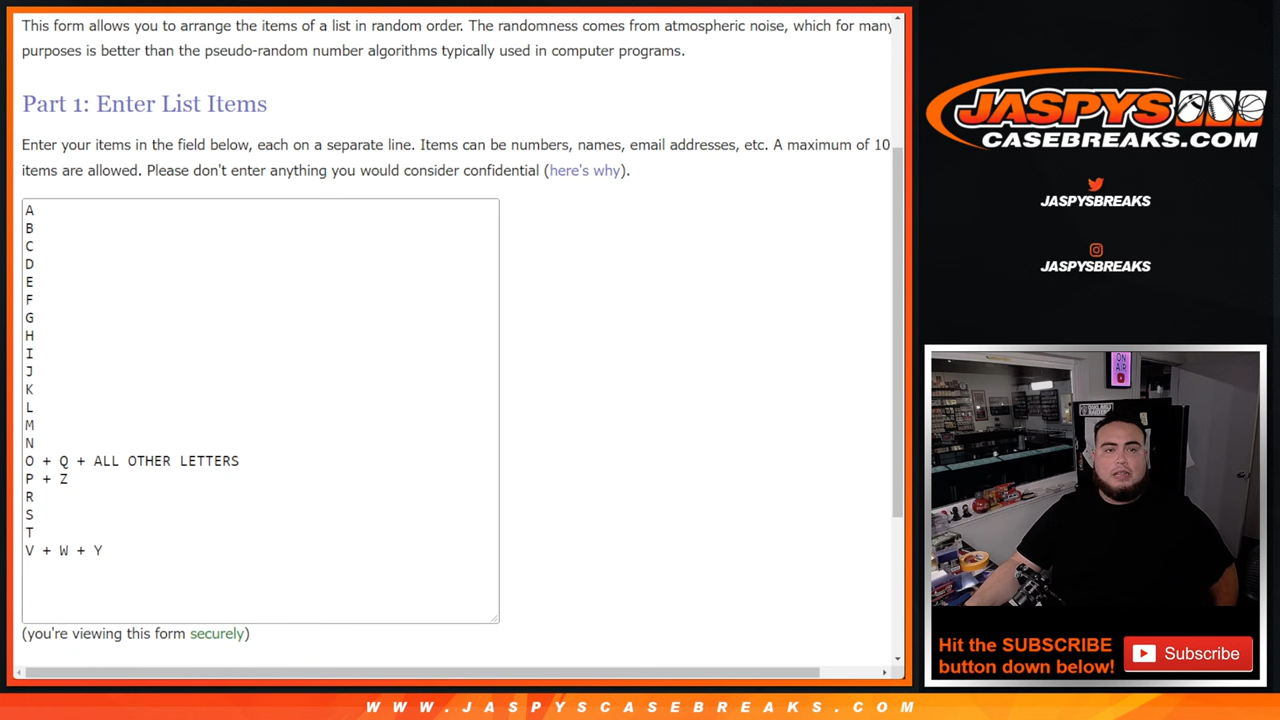 This form allows you to arrange the items of a list in random order. The randomness comes from atmospheric noise, which for many
purposes is better than the pseudo-random number algorithms typically used in computer programs.
Part 1: Enter List Items
Enter your items in the field below, each on a separate line. Items can be numbers, names, email addresses, etc. A maximum of 10
items are allowed. Please don't enter anything you would consider confidential (here's why).
A
B
C
D
E
F
G
H
I
J
K
L
M
N
O + Q + ALL OTHER LETTERS
P + Z
R
S
T
V + W + Y
(you're viewing this form securely)
JASPYS
CASEBREAKS.COM
JASPYSBREAKS
JASPYSBREAKS
ON
AIR
Hit the SUBSCRIBE
button down below!
Subscribe
WWW.JASPYSCASEBREAKS.COM